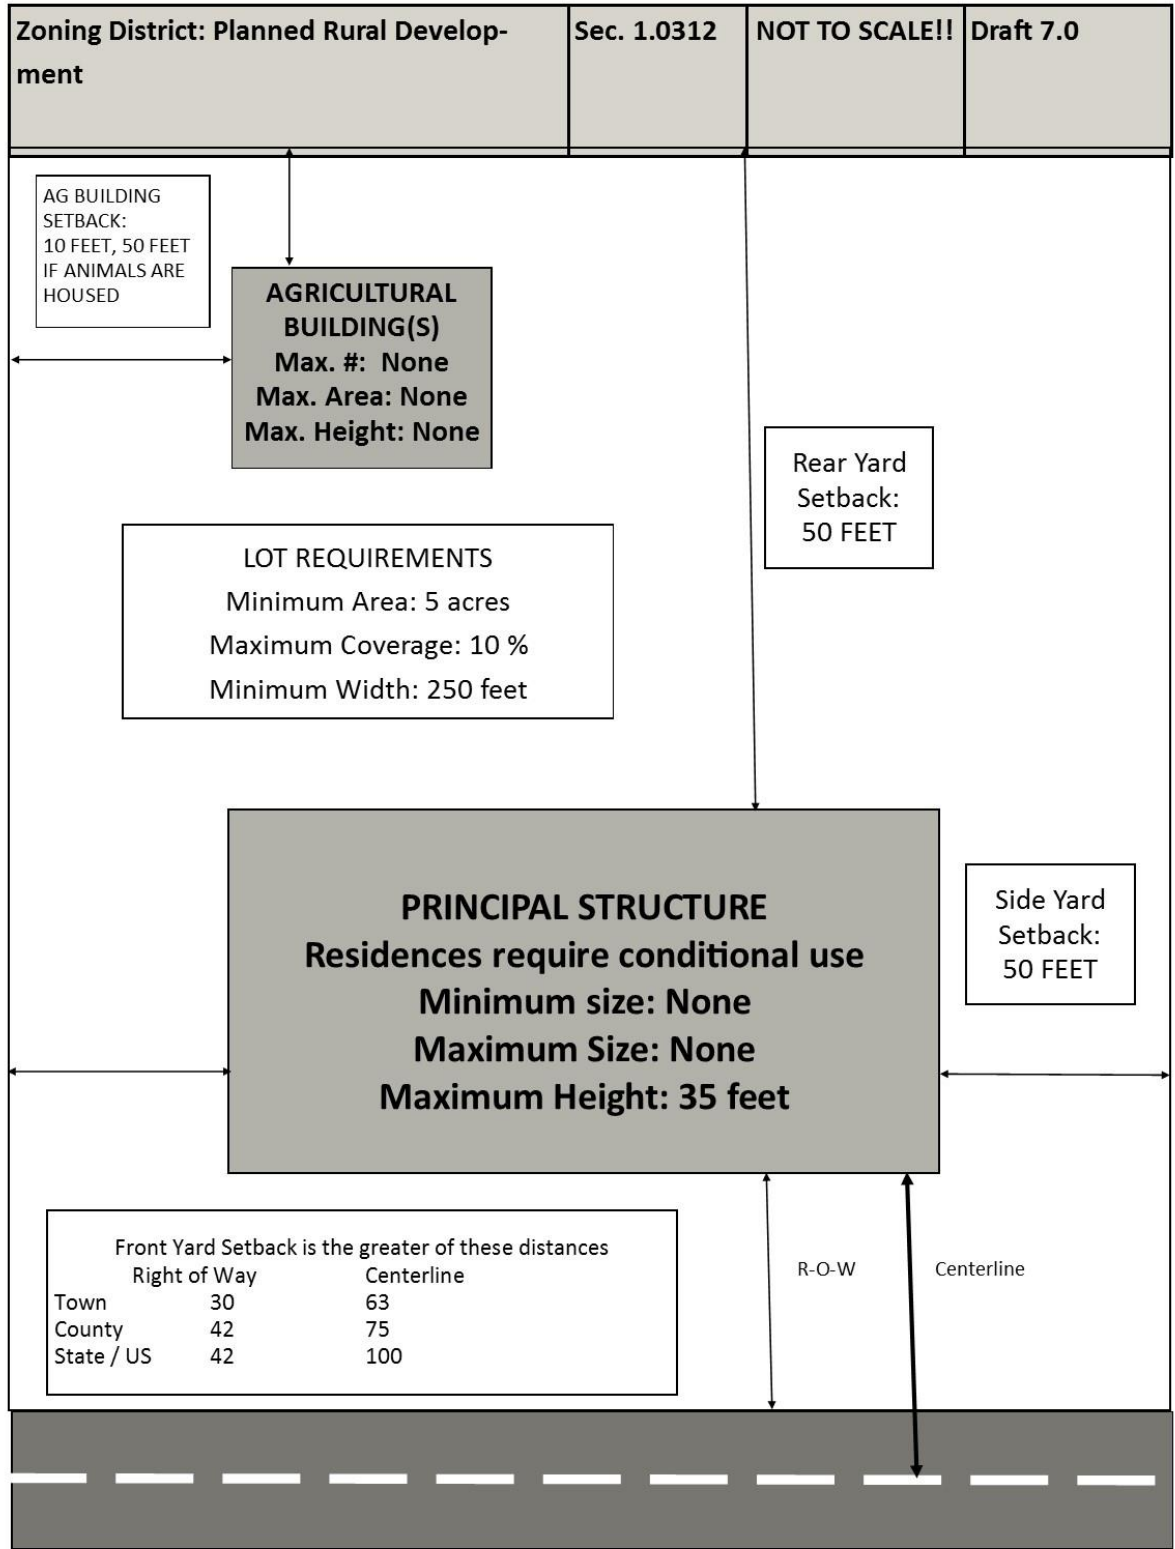 Zoning District: Planned Rural Develop-
ment
Sec. 1.0312
NOT TO SCALE!!
Draft 7.0
AG BUILDING
SETBACK:
10 FEET, 50 FEET
IF ANIMALS ARE
HOUSED
AGRICULTURAL
BUILDING(S)
Max. #: None
Max. Area: None
Max. Height: None
Rear Yard
Setback:
50 FEET
LOT REQUIREMENTS
Minimum Area: 5 acres
Maximum Coverage: 10 %
Minimum Width: 250 feet
PRINCIPAL STRUCTURE
Residences require conditional use
Minimum size: None
Maximum Size: None
Maximum Height: 35 feet
Side Yard
Setback:
50 FEET
Front Yard Setback is the greater of these distances
Right of Way Centerline
Town 30 63
County 42 75
State / US 42 100
R-O-W
Centerline